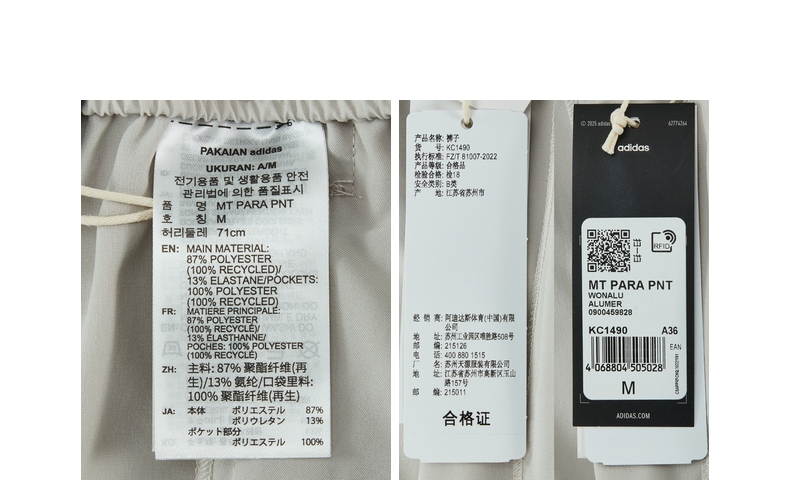 PAKAIAN adidas
UKURAN: A/M
전기용품 및 생활용품 안전
관리법에 의한 품질표시
품 명 MT PARA PNT
호 칭 M
허리둘레 71cm
EN: MAIN MATERIAL:
87% POLYESTER
(100% RECYCLED)/
13% ELASTANE/POCKETS:
100% POLYESTER
(100% RECYCLED)
FR: MATIERE PRINCIPALE:
87% POLYESTER
(100% RECYCLÉ)/
13% ÉLASTHANNE/
POCHES: 100% POLYESTER
(100% RECYCLÉ)
ZH: 主料: 87% 聚酯纤维(再
生)/13% 氨纶/口袋里料:
100% 聚酯纤维(再生)
JA: 本体 ポリエステル 87%
ポリウレタン 13%
ポケット部分
ポリエステル 100%
产品名称: 裤子
货 号: KC1490
执行标准: FZ/T 81007-2022
产品等级: 合格品
检验合格: 检18
安全类别: B类
产 地: 江苏省苏州市
经 销 商: 阿迪达斯体育(中国)有限
公司
地 址: 苏州工业园区唯胜路508号
邮 编: 215126
电 话: 400 880 1515
厂 名: 苏州天源服装有限公司
地 址: 江苏省苏州市高新区玉山
路157号
邮 编: 215011
合格证
© 2025 adidas
62774264
adidas
RFID
MT PARA PNT
WONALU
ALUMER
0900459828
KC1490 A36
EAN
4 068804 505028
M
ADIDAS.COM